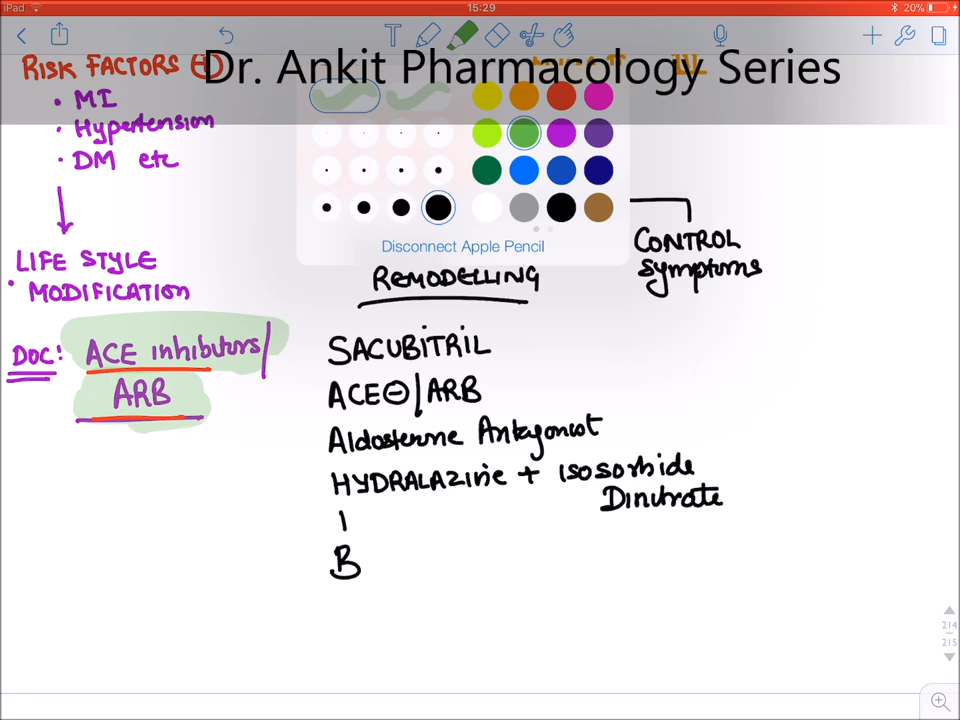 iPad
15:29
20%
Dr. Ankit Pharmacology Series
RISK FACTORS (+)
• MI
• Hypertension
• DM etc
LIFE STYLE
• MODIFICATION
DOC: ACE inhibitors/
ARB
Disconnect Apple Pencil
REMODELLING
SACUBITRIL
ACE⊖/ARB
Aldosterone Antagonist
HYDRALAZine + isosorbide
Dinitrate
I
B
CONTROL
Symptoms
214
215